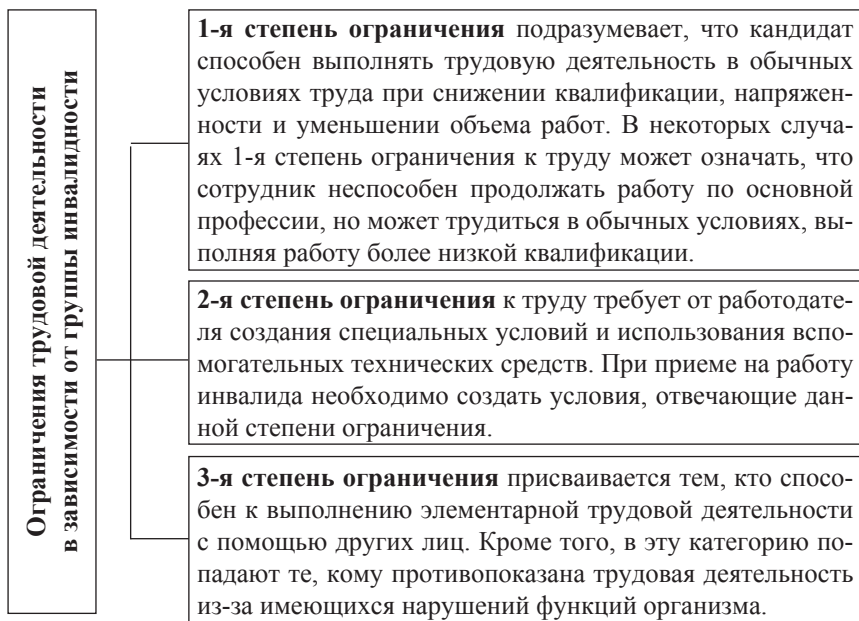 Ограничения трудовой деятельности
в зависимости от группы инвалидности
1-я степень ограничения подразумевает, что кандидат
способен выполнять трудовую деятельность в обычных
условиях труда при снижении квалификации, напряжен-
ности и уменьшении объема работ. В некоторых случа-
ях 1-я степень ограничения к труду может означать, что
сотрудник неспособен продолжать работу по основной
профессии, но может трудиться в обычных условиях, вы-
полняя работу более низкой квалификации.
2-я степень ограничения к труду требует от работодате-
ля создания специальных условий и использования вспо-
могательных технических средств. При приеме на работу
инвалида необходимо создать условия, отвечающие дан-
ной степени ограничения.
3-я степень ограничения присваивается тем, кто спосо-
бен к выполнению элементарной трудовой деятельности
с помощью других лиц. Кроме того, в эту категорию по-
падают те, кому противопоказана трудовая деятельность
из-за имеющихся нарушений функций организма.